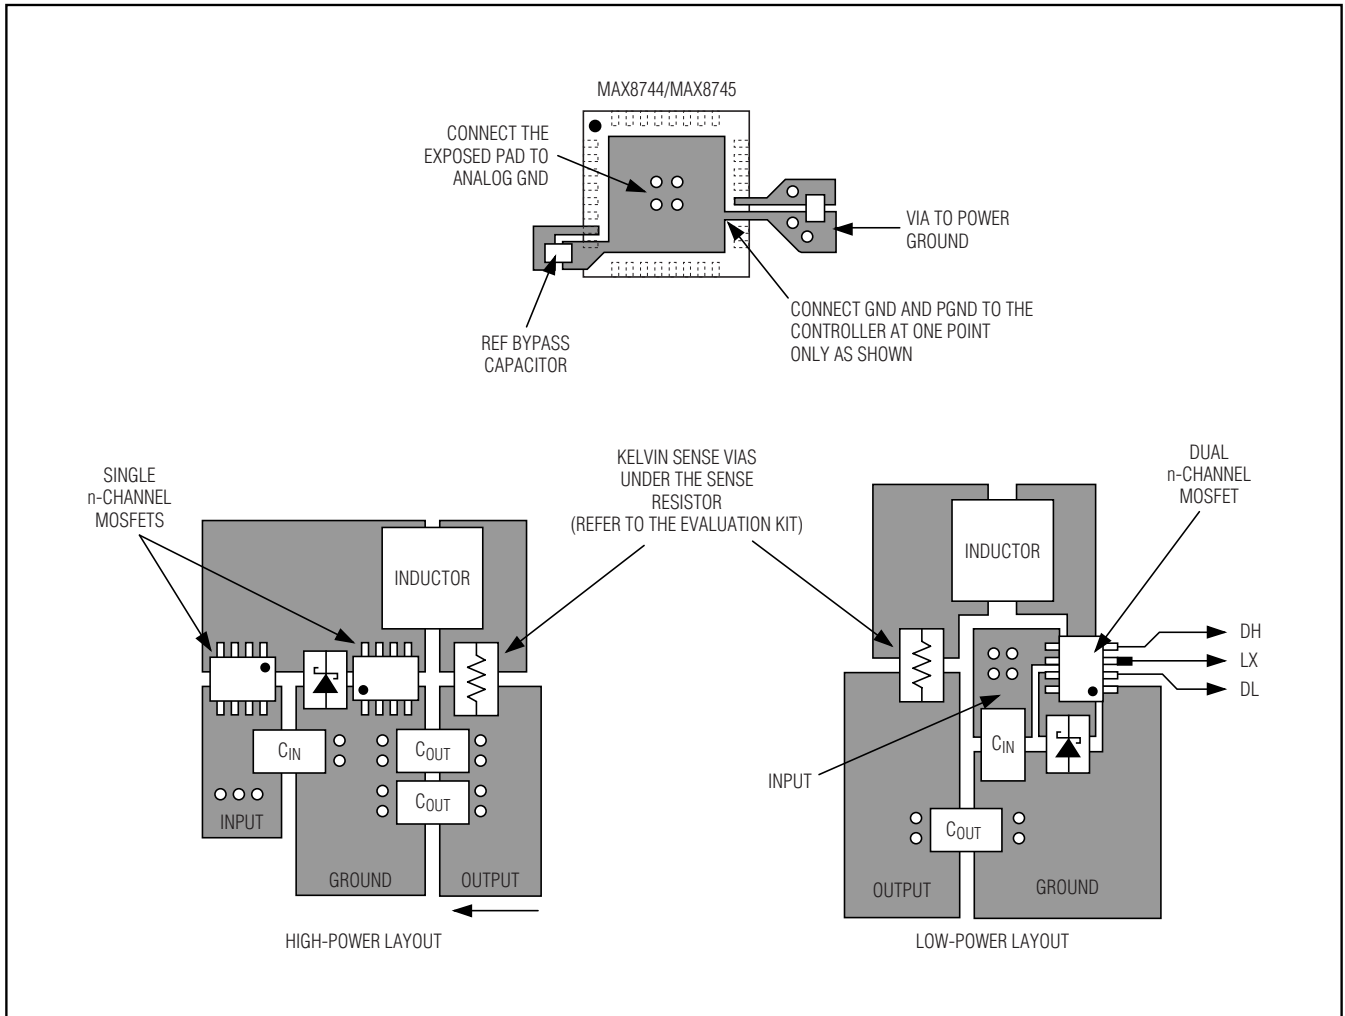 MAX8744/MAX8745
CONNECT THE
EXPOSED PAD TO
ANALOG GND
VIA TO POWER
GROUND
CONNECT GND AND PGND TO THE
CONTROLLER AT ONE POINT
ONLY AS SHOWN
REF BYPASS
CAPACITOR
SINGLE
n-CHANNEL
MOSFETS
KELVIN SENSE VIAS
UNDER THE SENSE
RESISTOR
(REFER TO THE EVALUATION KIT)
DUAL
n-CHANNEL
MOSFET
INDUCTOR
CIN
COUT
COUT
INPUT
GROUND
OUTPUT
HIGH-POWER LAYOUT
INDUCTOR
DH
LX
DL
CIN
INPUT
COUT
OUTPUT
GROUND
LOW-POWER LAYOUT